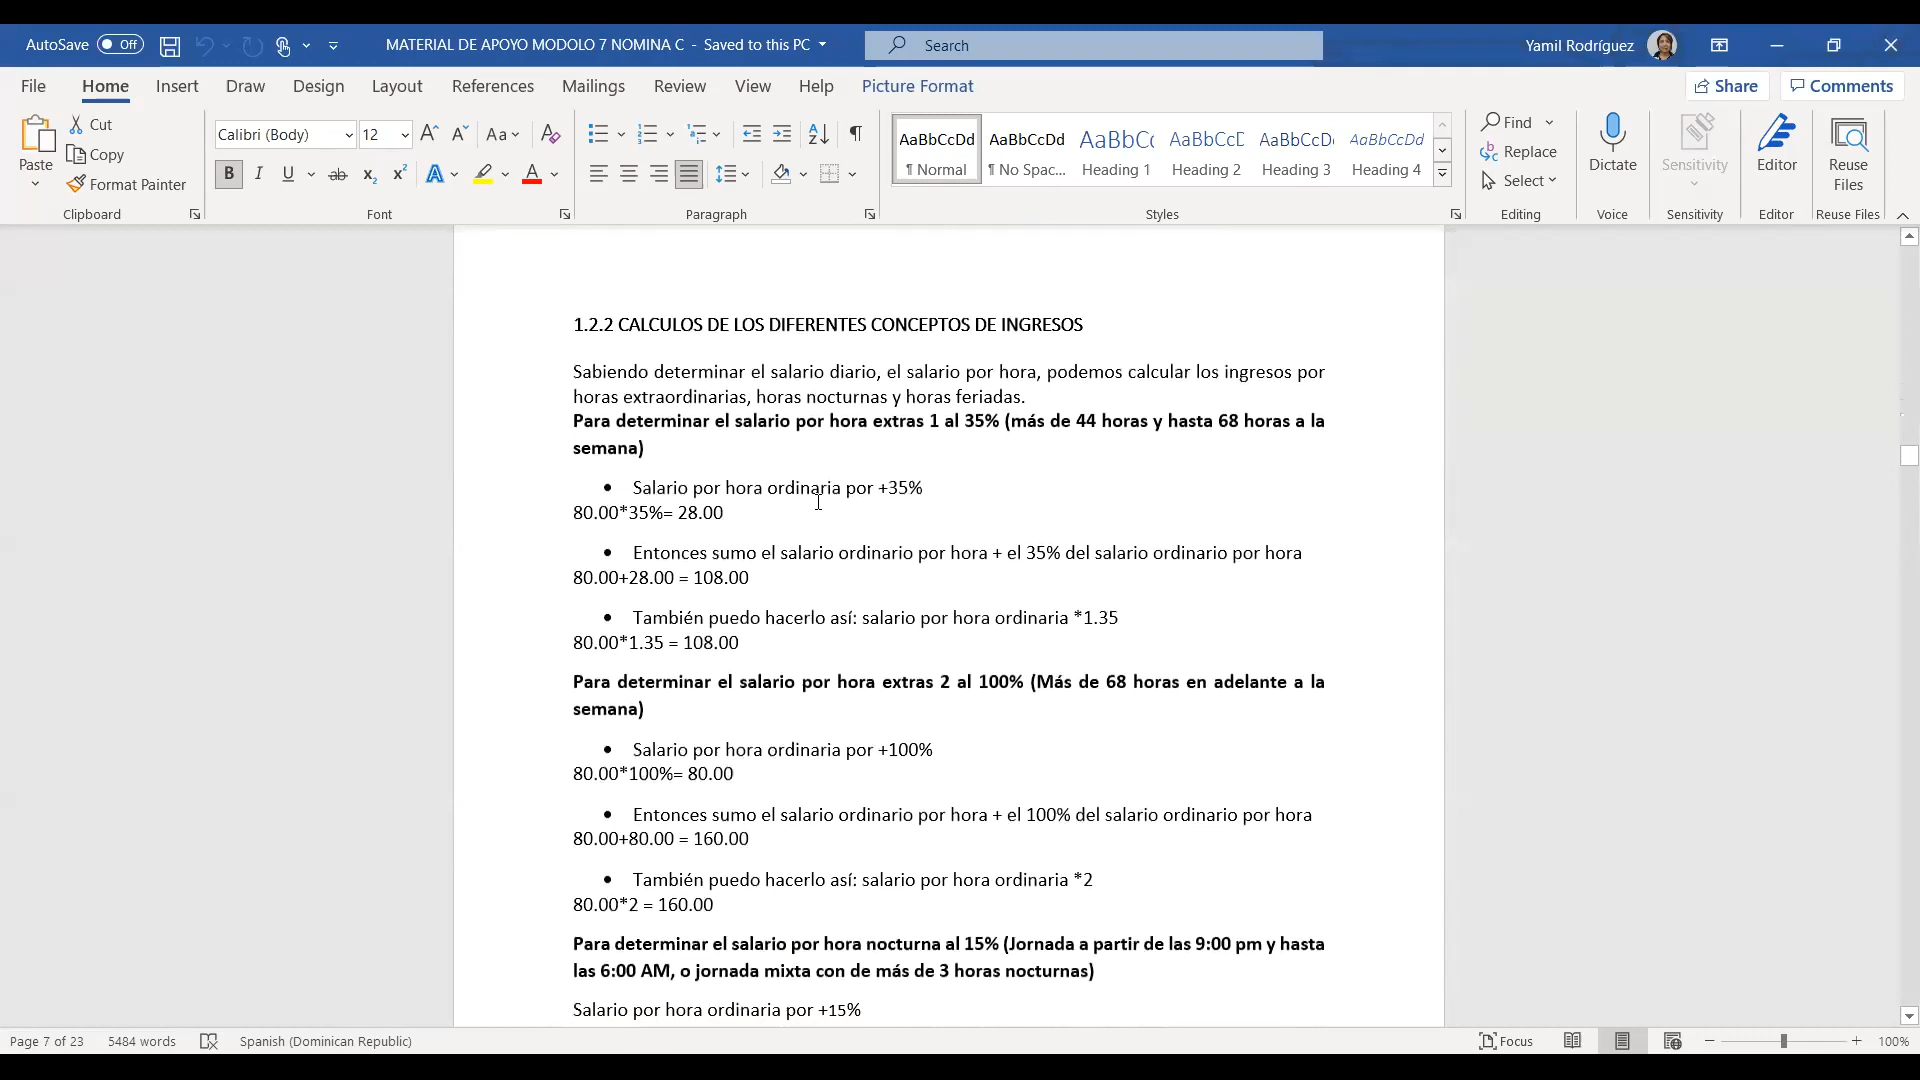 AutoSave Off MATERIAL DE APOYO MODOLO 7 NOMINA C - Saved to this PC Search Yamil Rodríguez
File Home Insert Draw Design Layout References Mailings Review View Help Picture Format Share Comments
Paste Cut Copy Format Painter
Clipboard
Calibri (Body) 12 Aa
B I U ab x₂ x² A A
Font
Paragraph
AaBbCcDd AaBbCcDd AaBbCc AaBbCcD AaBbCcD AaBbCcDd
¶ Normal ¶ No Spac... Heading 1 Heading 2 Heading 3 Heading 4
Styles
Find
Replace
Select
Editing
Dictate
Voice
Sensitivity
Sensitivity
Editor
Editor
Reuse Files
Reuse Files
1.2.2 CALCULOS DE LOS DIFERENTES CONCEPTOS DE INGRESOS
Sabiendo determinar el salario diario, el salario por hora, podemos calcular los ingresos por
horas extraordinarias, horas nocturnas y horas feriadas.
Para determinar el salario por hora extras 1 al 35% (más de 44 horas y hasta 68 horas a la
semana)
• Salario por hora ordinaria por +35%
80.00*35%= 28.00
• Entonces sumo el salario ordinario por hora + el 35% del salario ordinario por hora
80.00+28.00 = 108.00
• También puedo hacerlo así: salario por hora ordinaria *1.35
80.00*1.35 = 108.00
Para determinar el salario por hora extras 2 al 100% (Más de 68 horas en adelante a la
semana)
• Salario por hora ordinaria por +100%
80.00*100%= 80.00
• Entonces sumo el salario ordinario por hora + el 100% del salario ordinario por hora
80.00+80.00 = 160.00
• También puedo hacerlo así: salario por hora ordinaria *2
80.00*2 = 160.00
Para determinar el salario por hora nocturna al 15% (Jornada a partir de las 9:00 pm y hasta
las 6:00 AM, o jornada mixta con de más de 3 horas nocturnas)
Salario por hora ordinaria por +15%
Page 7 of 23 5484 words Spanish (Dominican Republic) Focus 100%